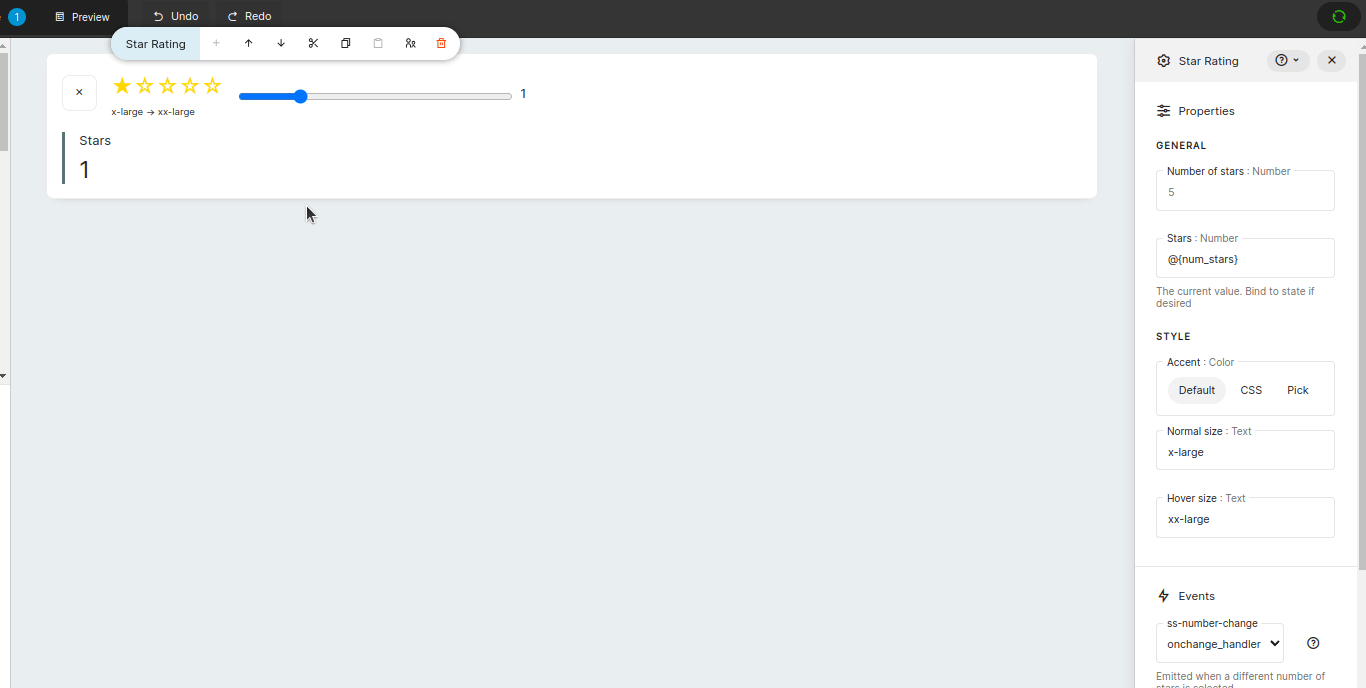 1 Preview Undo Redo
Star Rating
×
x-large → xx-large
1
Stars
1
Star Rating
Properties
GENERAL
Number of stars : Number
5
Stars : Number
@{num_stars}
The current value. Bind to state if
desired
STYLE
Accent : Color
Default CSS Pick
Normal size : Text
x-large
Hover size : Text
xx-large
Events
ss-number-change
onchange_handler
Emitted when a different number of
stars is selected